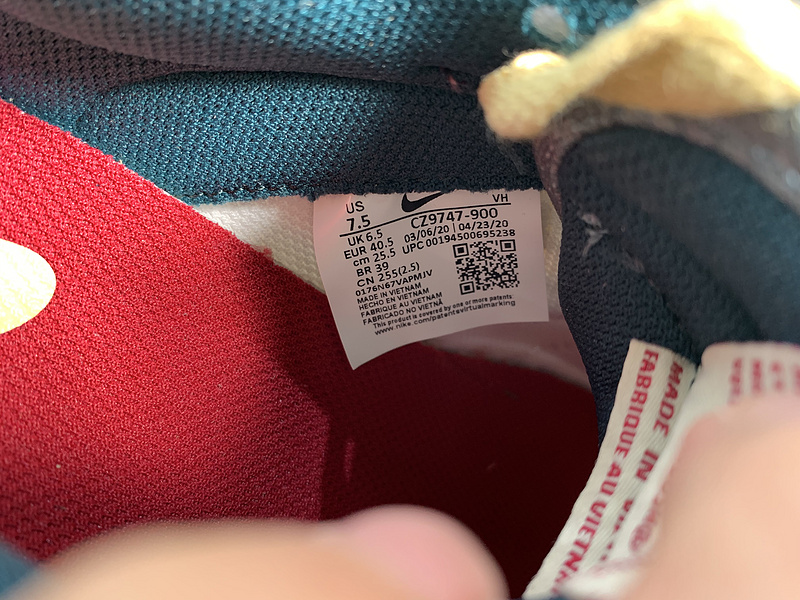 US VH
7.5 CZ9747-900
UK 6.5 03/06/20 | 04/23/20
EUR 40.5 UPC 00194500695238
cm 25.5
BR 39
CN 255(2.5)
0176N67VAPMJV
MADE IN VIETNAM
HECHO EN VIETNAM
FABRIQUE AU VIETNAM
FABRICADO NO VIETNÃ
This product is covered by one or more patents
www.nike.com/patentsvirtualmarking
MADE IN
FABRIQUE AU VIETNA